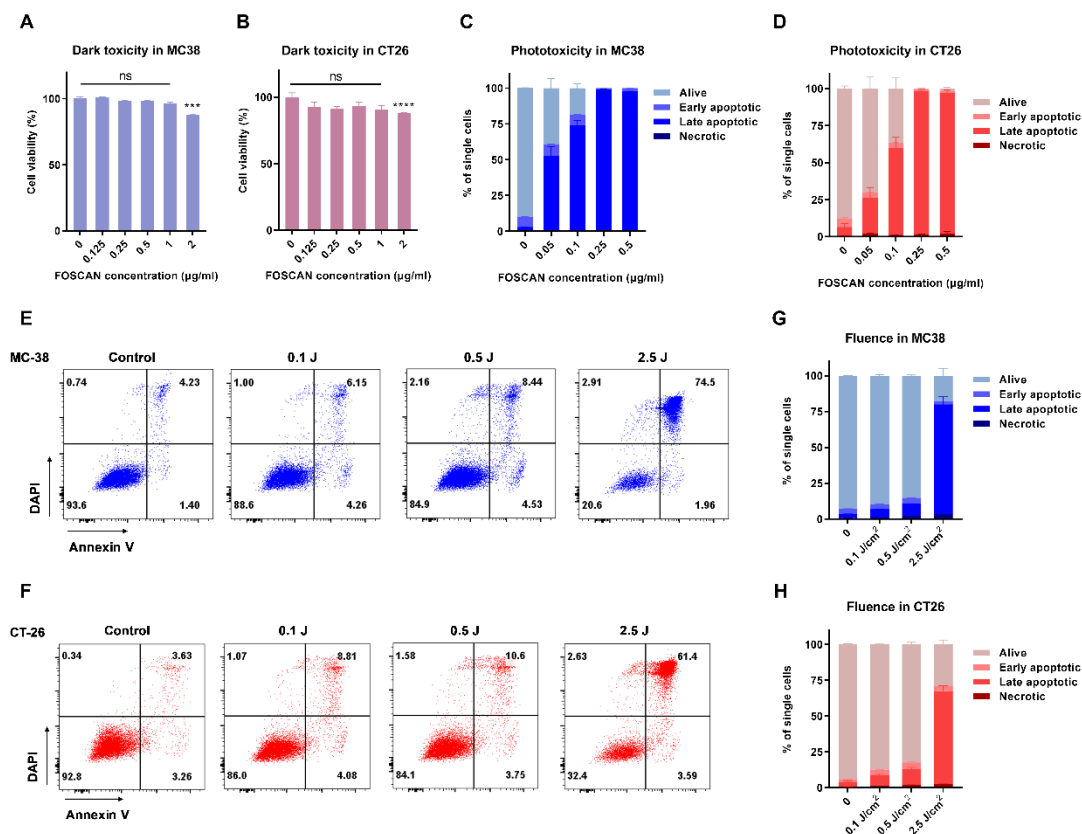 A
Dark toxicity in MC38
ns
***
Cell viability (%)
100
50
0
0
0.125
0.25
0.5
1
2
FOSCAN concentration (µg/ml)
B
Dark toxicity in CT26
ns
****
Cell viability (%)
100
50
0
0
0.125
0.25
0.5
1
2
FOSCAN concentration (µg/ml)
C
Phototoxicity in MC38
% of single cells
100
75
50
25
0
0
0.05
0.1
0.25
0.5
FOSCAN concentration (µg/ml)
Alive
Early apoptotic
Late apoptotic
Necrotic
D
Phototoxicity in CT26
% of single cells
100
75
50
25
0
0
0.05
0.1
0.25
0.5
FOSCAN concentration (µg/ml)
Alive
Early apoptotic
Late apoptotic
Necrotic
E
MC-38
Control
0.74
4.23
93.6
1.40
0.1 J
1.00
6.15
88.6
4.26
0.5 J
2.16
8.44
84.9
4.53
2.5 J
2.91
74.5
20.6
1.96
DAPI
Annexin V
G
Fluence in MC38
% of single cells
100
75
50
25
0
0
0.1 J/cm²
0.5 J/cm²
2.5 J/cm²
Alive
Early apoptotic
Late apoptotic
Necrotic
F
CT-26
Control
0.34
3.63
92.8
3.26
0.1 J
1.07
8.81
86.0
4.08
0.5 J
1.58
10.6
84.1
3.75
2.5 J
2.63
61.4
32.4
3.59
DAPI
Annexin V
H
Fluence in CT26
% of single cells
100
75
50
25
0
0
0.1 J/cm²
0.5 J/cm²
2.5 J/cm²
Alive
Early apoptotic
Late apoptotic
Necrotic